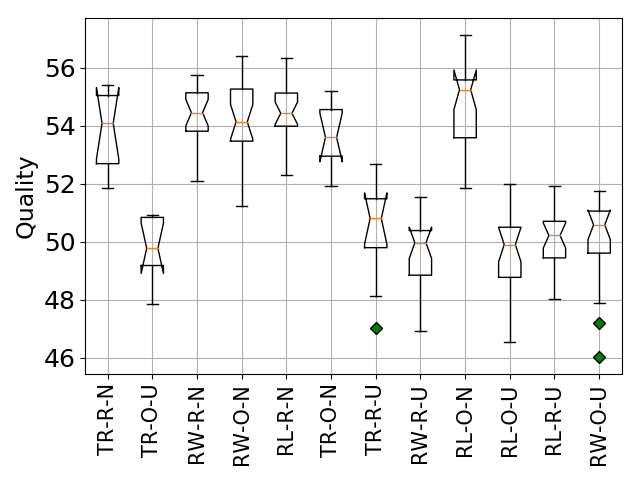 Quality
56
54
52
50
48
46
TR-R-N
TR-O-U
RW-R-N
RW-O-N
RL-R-N
TR-O-N
TR-R-U
RW-R-U
RL-O-N
RL-O-U
RL-R-U
RW-O-U